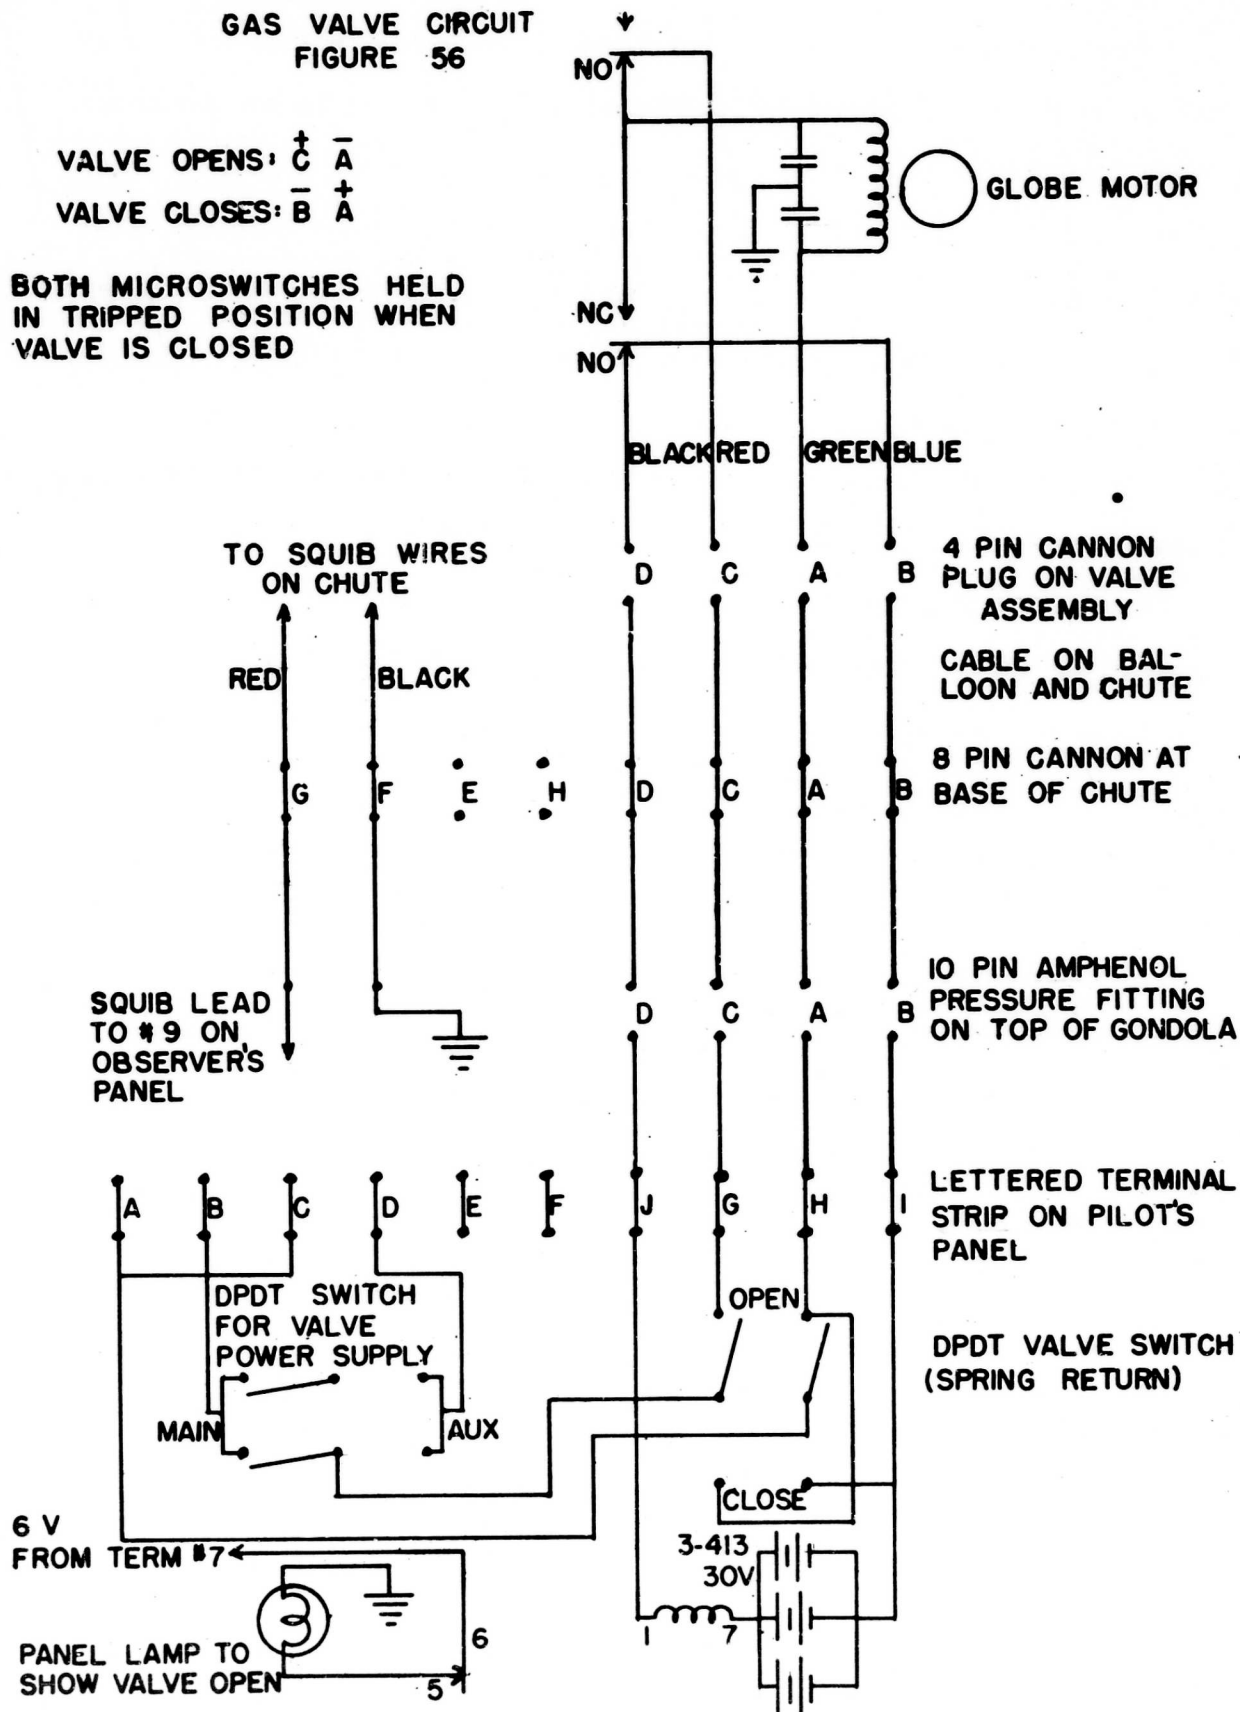 GAS VALVE CIRCUIT
FIGURE 56
NO
VALVE OPENS: + C - A
VALVE CLOSES: - B + A
GLOBE MOTOR
BOTH MICROSWITCHES HELD
IN TRIPPED POSITION WHEN
VALVE IS CLOSED
NC
NO
BLACK RED GREEN BLUE
TO SQUIB WIRES
ON CHUTE
D C A B
4 PIN CANNON
PLUG ON VALVE
ASSEMBLY
RED BLACK
CABLE ON BAL-
LOON AND CHUTE
G F E H D C A B
8 PIN CANNON AT
BASE OF CHUTE
SQUIB LEAD
TO #9 ON
OBSERVER'S
PANEL
D C A B
10 PIN AMPHENOL
PRESSURE FITTING
ON TOP OF GONDOLA
A B C D E F J G H I
LETTERED TERMINAL
STRIP ON PILOT'S
PANEL
DPDT SWITCH
FOR VALVE
POWER SUPPLY
OPEN
DPDT VALVE SWITCH
(SPRING RETURN)
MAIN AUX
CLOSE
6 V
FROM TERM #7
3-413
30V
1 7
6
5
PANEL LAMP TO
SHOW VALVE OPEN